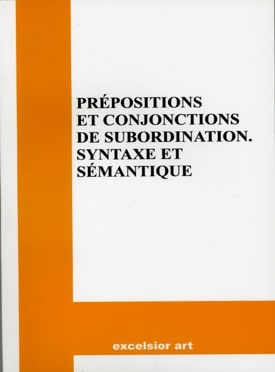 PRÉPOSITIONS
ET CONJONCTIONS
DE SUBORDINATION.
SYNTAXE ET
SÉMANTIQUE
excelsior art